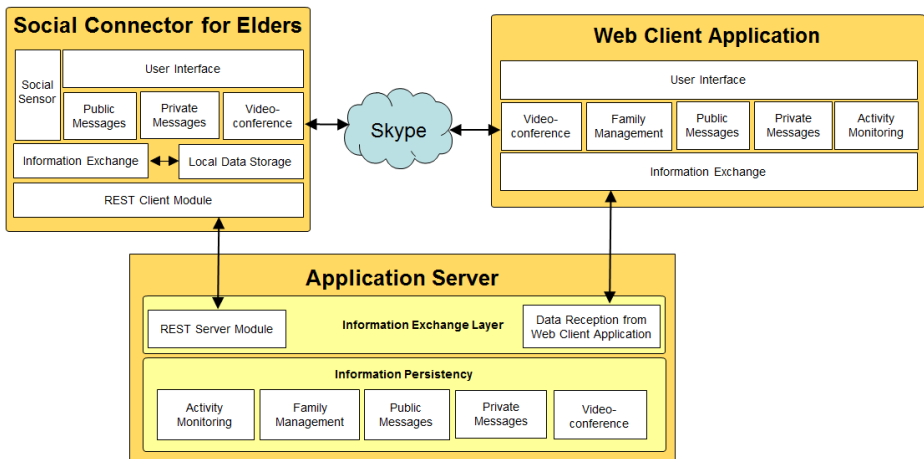 Social Connector for Elders
Social
Sensor
User Interface
Public
Messages
Private
Messages
Video-
conference
Information Exchange
Local Data Storage
REST Client Module
Skype
Web Client Application
User Interface
Video-
conference
Family
Management
Public
Messages
Private
Messages
Activity
Monitoring
Information Exchange
Application Server
REST Server Module
Information Exchange Layer
Data Reception from
Web Client Application
Information Persistency
Activity
Monitoring
Family
Management
Public
Messages
Private
Messages
Video-
conference